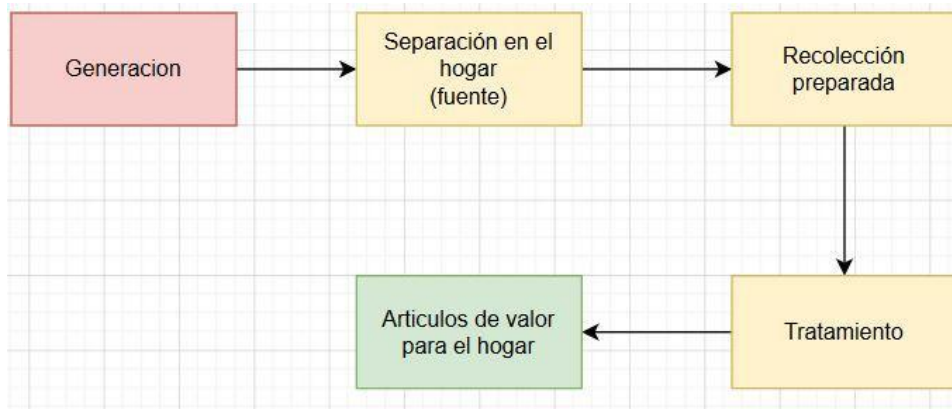 Generacion
Separación en el
hogar
(fuente)
Recolección
preparada
Articulos de valor
para el hogar
Tratamiento